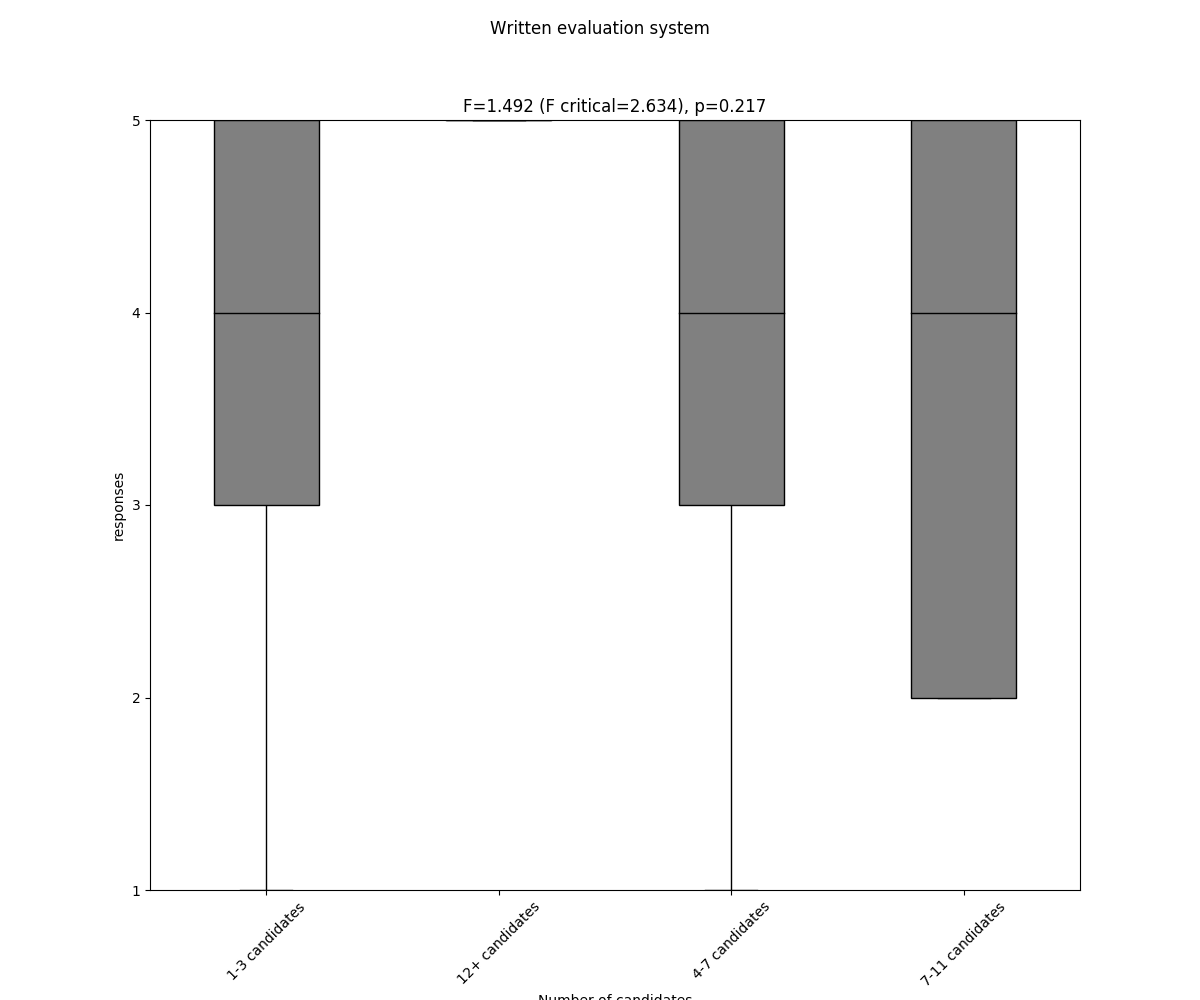 Written evaluation system
F=1.492 (F critical=2.634), p=0.217
5
4
3
2
1
responses
1-3 candidates
12+ candidates
4-7 candidates
7-11 candidates
Number of candidates